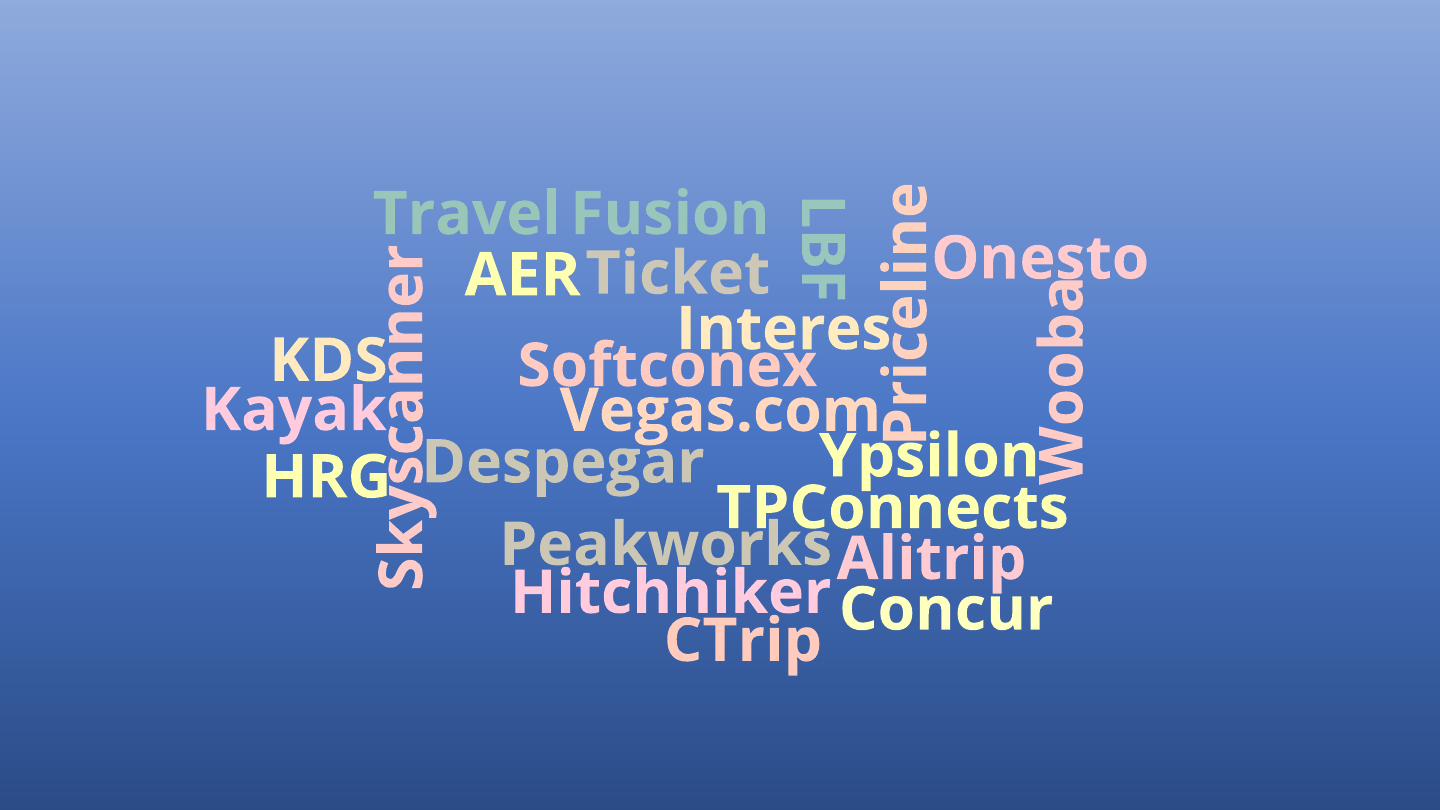 Travel Fusion
LBF
Priceline
Onesto
AER Ticket
Skyscanner
Interes
Wooba
KDS
Softconex
Kayak
Vegas.com
Despegar
Ypsilon
HRG
TPConnects
Peakworks
Alitrip
Hitchhiker
Concur
CTrip